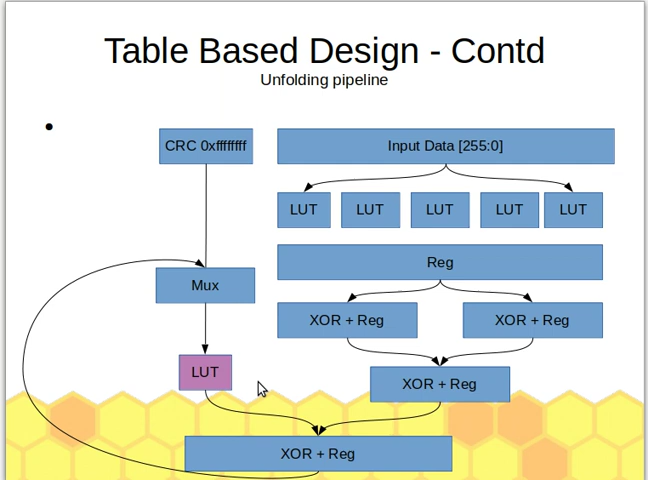 Table Based Design - Contd
Unfolding pipeline
CRC 0xffffffff
Input Data [255:0]
LUT LUT LUT LUT LUT
Reg
Mux
XOR + Reg XOR + Reg
LUT
XOR + Reg
XOR + Reg